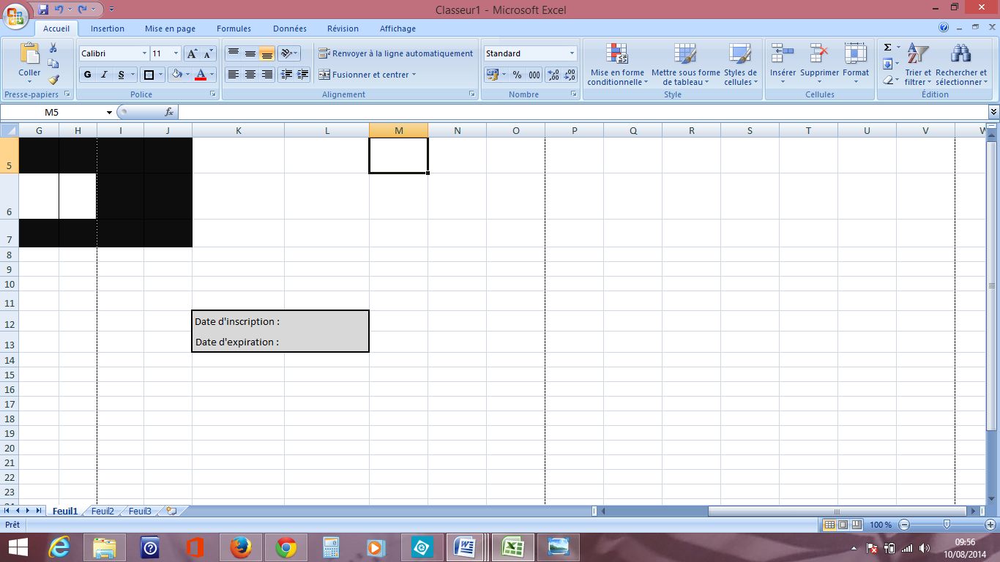 Classeur1 - Microsoft Excel
Accueil Insertion Mise en page Formules Données Révision Affichage
Coller
Presse-papiers
Calibri 11
G I S A A A
Police
Renvoyer à la ligne automatiquement
Fusionner et centrer
Alignement
Standard
% 000
Nombre
Mise en forme conditionnelle
Mettre sous forme de tableau
Styles de cellules
Style
Insérer Supprimer Format
Cellules
Σ
Trier et filtrer
Rechercher et sélectionner
Édition
M5 fx
G H I J K L M N O P Q R S T U V W
5
6
7
8
9
10
11
12 Date d'inscription :
13 Date d'expiration :
14
15
16
17
18
19
20
21
22
23
24
Feuil1 Feuil2 Feuil3
Prêt 100 %
09:56
10/08/2014